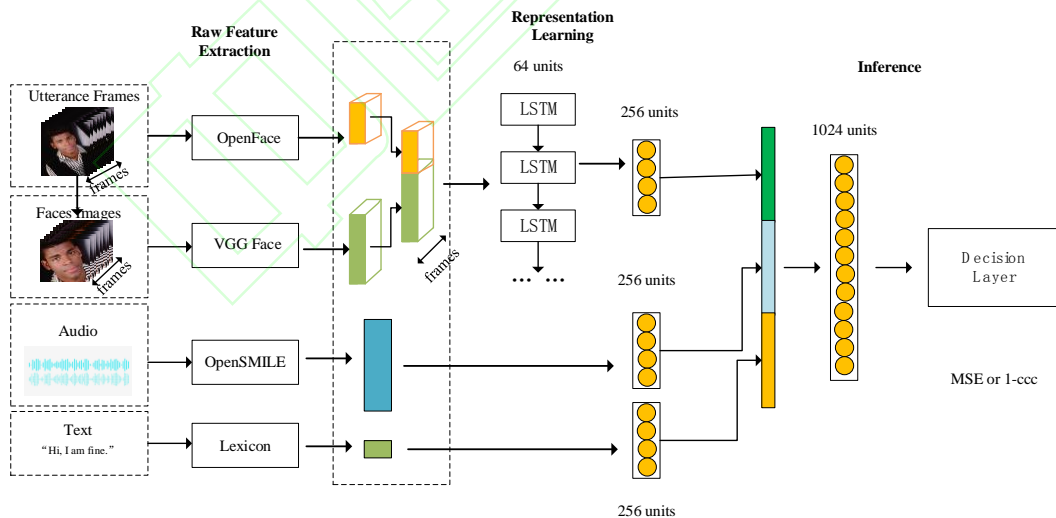 Raw Feature
Extraction
Representation
Learning
64 units
Inference
Utterance Frames
frames
OpenFace
LSTM
LSTM
LSTM
... ...
256 units
1024 units
Faces Images
frames
VGG Face
frames
Decision
Layer
256 units
Audio
OpenSMILE
MSE or 1-ccc
Text
“Hi, I am fine.”
Lexicon
256 units